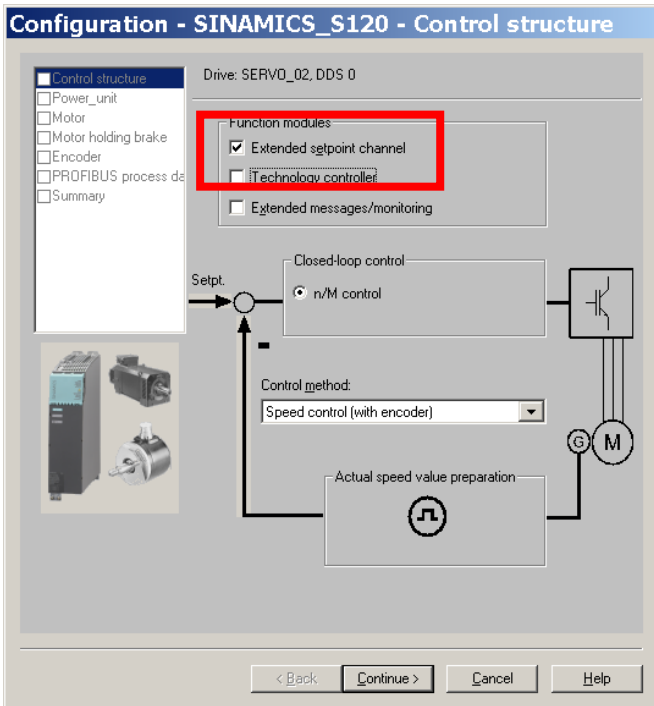 Configuration - SINAMICS_S120 - Control structure
Control structure
Power_unit
Motor
Motor holding brake
Encoder
PROFIBUS process da
Summary
Drive: SERVO_02, DDS 0
Function modules
Extended setpoint channel
Technology controller
Extended messages/monitoring
Closed-loop control
Setpt.
n/M control
Control method:
Speed control (with encoder)
G
M
Actual speed value preparation
< Back
Continue >
Cancel
Help